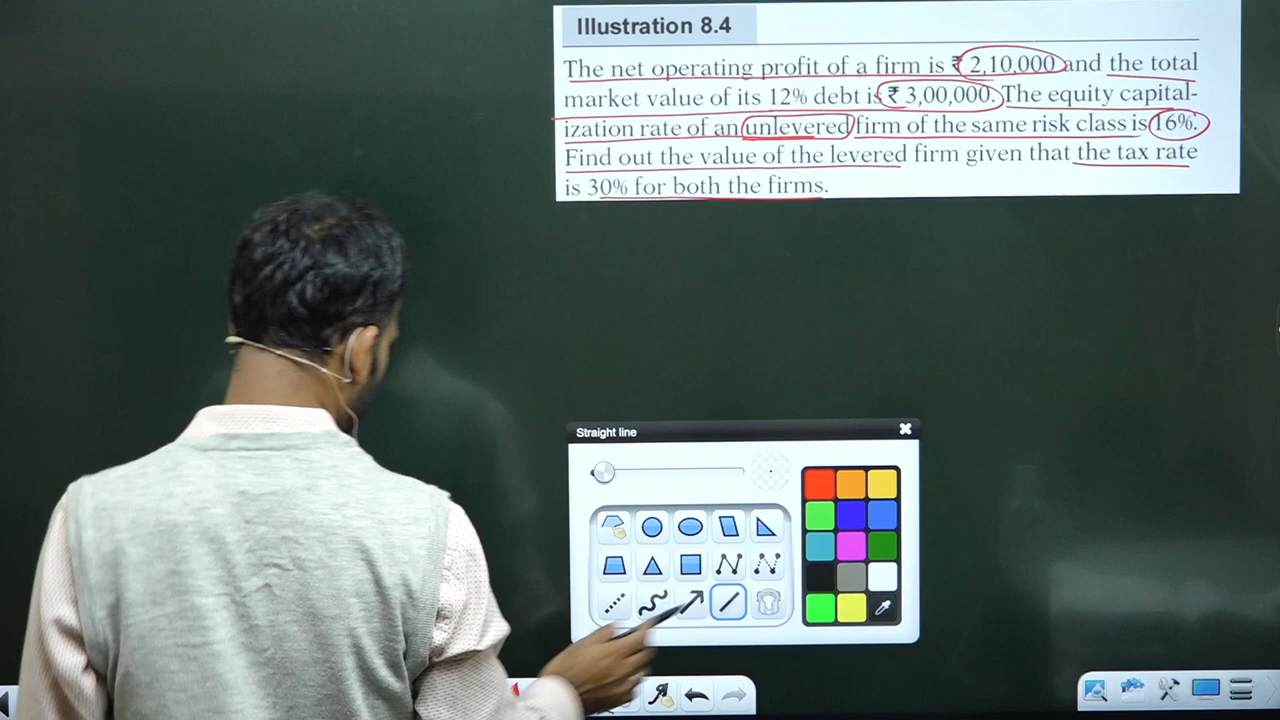 Illustration 8.4
The net operating profit of a firm is ₹ 2,10,000 and the total
market value of its 12% debt is ₹ 3,00,000. The equity capital-
ization rate of an unlevered firm of the same risk class is 16%.
Find out the value of the levered firm given that the tax rate
is 30% for both the firms.
Straight line